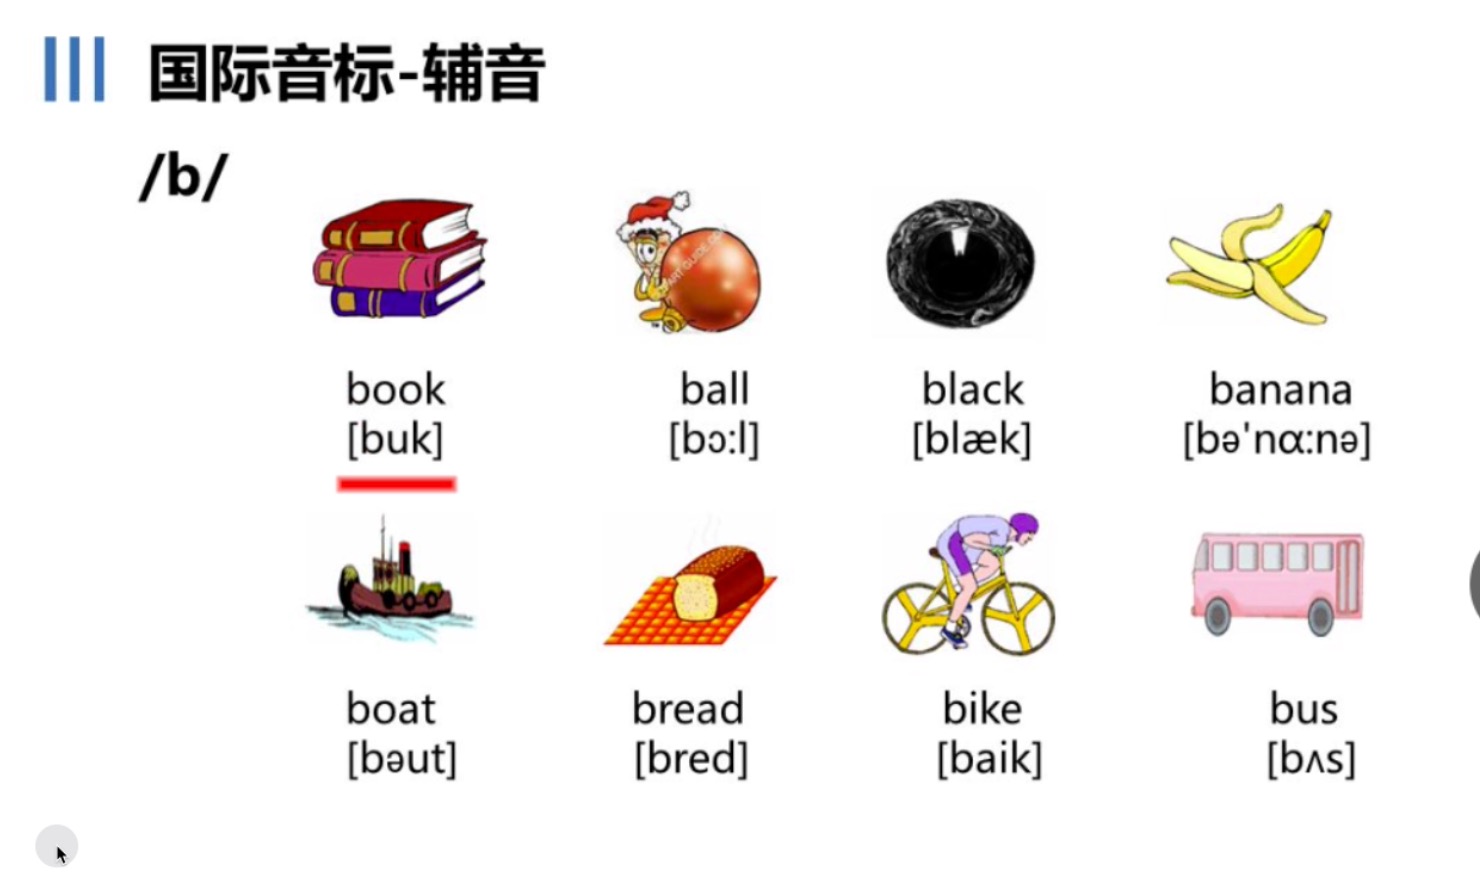 国际音标-辅音
/b/
book ball black banana
[buk] [bɔ:l] [blæk] [bə'nɑ:nə]
boat bread bike bus
[bəut] [bred] [baik] [bʌs]